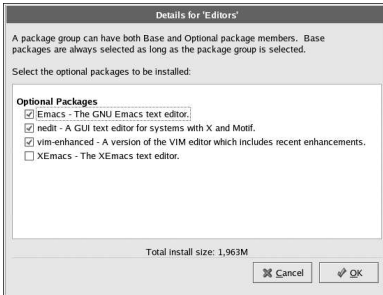 Details for 'Editors'
A package group can have both Base and Optional package members. Base
packages are always selected as long as the package group is selected.
Select the optional packages to be installed:
Optional Packages
Emacs - The GNU Emacs text editor.
nedit - A GUI text editor for systems with X and Motif.
vim-enhanced - A version of the VIM editor which includes recent enhancements.
XEmacs - The XEmacs text editor.
Total install size: 1,963M
Cancel OK